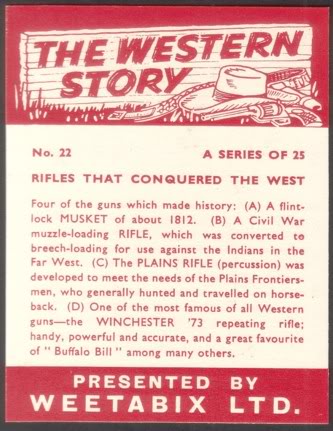 THE WESTERN
STORY
No. 22 A SERIES OF 25
RIFLES THAT CONQUERED THE WEST
Four of the guns which made history: (A) A flint-
lock MUSKET of about 1812. (B) A Civil War
muzzle-loading RIFLE, which was converted to
breech-loading for use against the Indians in the
Far West. (C) The PLAINS RIFLE (percussion) was
developed to meet the needs of the Plains Frontiers-
men, who generally hunted and travelled on horse-
back. (D) One of the most famous of all Western
guns—the WINCHESTER '73 repeating rifle;
handy, powerful and accurate, and a great favourite
of " Buffalo Bill " among many others.
PRESENTED BY
WEETABIX LTD.